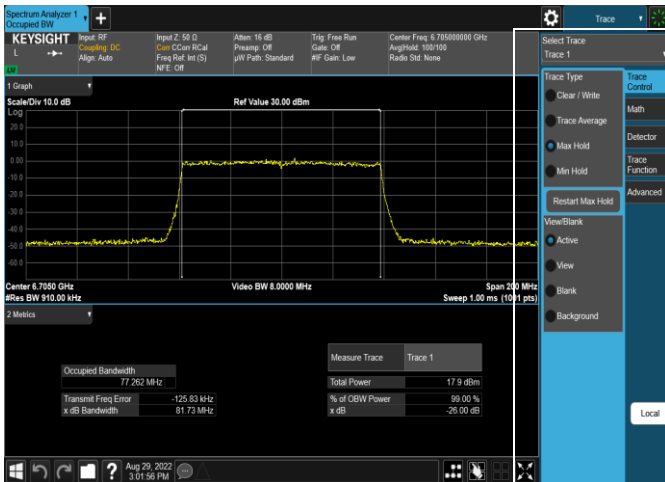 Spectrum Analyzer 1
Occupied BW
Trace
KEYSIGHT
L
LV
Input: RF
Coupling: DC
Align: Auto
Input Z: 50 Ω
Corr CCorr RCal
Freq Ref: Int (S)
NFE: Off
Atten: 16 dB
Preamp: Off
µW Path: Standard
Trig: Free Run
Gate: Off
#IF Gain: Low
Center Freq: 6.705000000 GHz
Avg|Hold: 100/100
Radio Std: None
Select Trace
Trace 1
Trace Type
Clear / Write
Trace Average
Max Hold
Min Hold
Restart Max Hold
View/Blank
Active
View
Blank
Background
Trace
Control
Math
Detector
Trace
Function
Advanced
Local
1 Graph
Scale/Div 10.0 dB
Ref Value 30.00 dBm
Log
20.0
10.0
0.00
-10.0
-20.0
-30.0
-40.0
-50.0
-60.0
Center 6.7050 GHz
#Res BW 910.00 kHz
Video BW 8.0000 MHz
Span 200 MHz
Sweep 1.00 ms (1001 pts)
2 Metrics
Occupied Bandwidth
77.262 MHz
Transmit Freq Error -125.83 kHz
x dB Bandwidth 81.73 MHz
Measure Trace Trace 1
Total Power 17.9 dBm
% of OBW Power 99.00 %
x dB -26.00 dB
Aug 29, 2022
3:01:56 PM